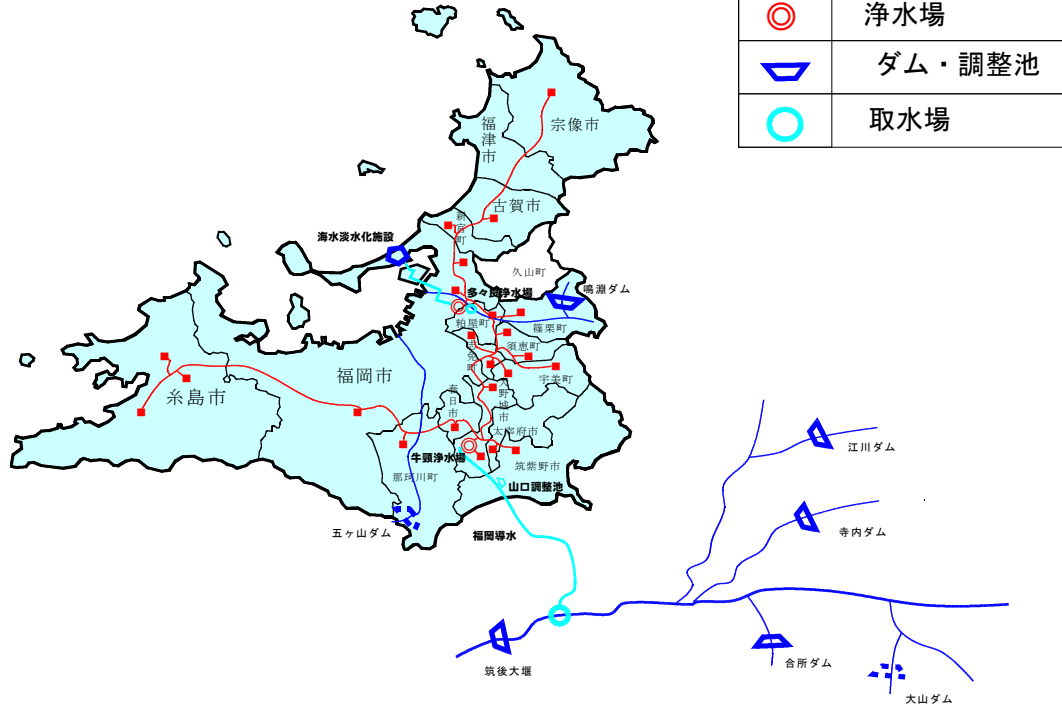 浄水場
ダム・調整池
取水場
宗像市
福津市
古賀市
新宮町
海水淡水化施設
久山町
鳴淵ダム
多々良浄水場
粕屋町
篠栗町
志免町
須恵町
宇美町
福岡市
糸島市
春日市
大野城市
太宰府市
牛頸浄水場
筑紫野市
那珂川町
山口調整池
五ヶ山ダム
福岡導水
江川ダム
寺内ダム
筑後大堰
合所ダム
大山ダム